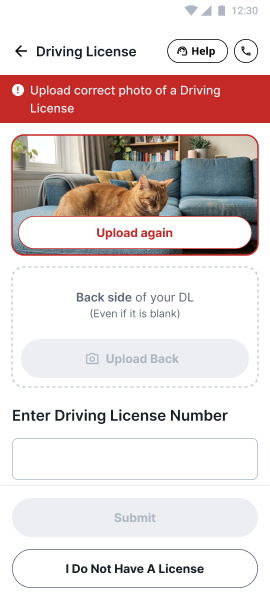 12:30
Driving License
Help
Upload correct photo of a Driving
License
Upload again
Back side of your DL
(Even if it is blank)
Upload Back
Enter Driving License Number
Submit
I Do Not Have A License